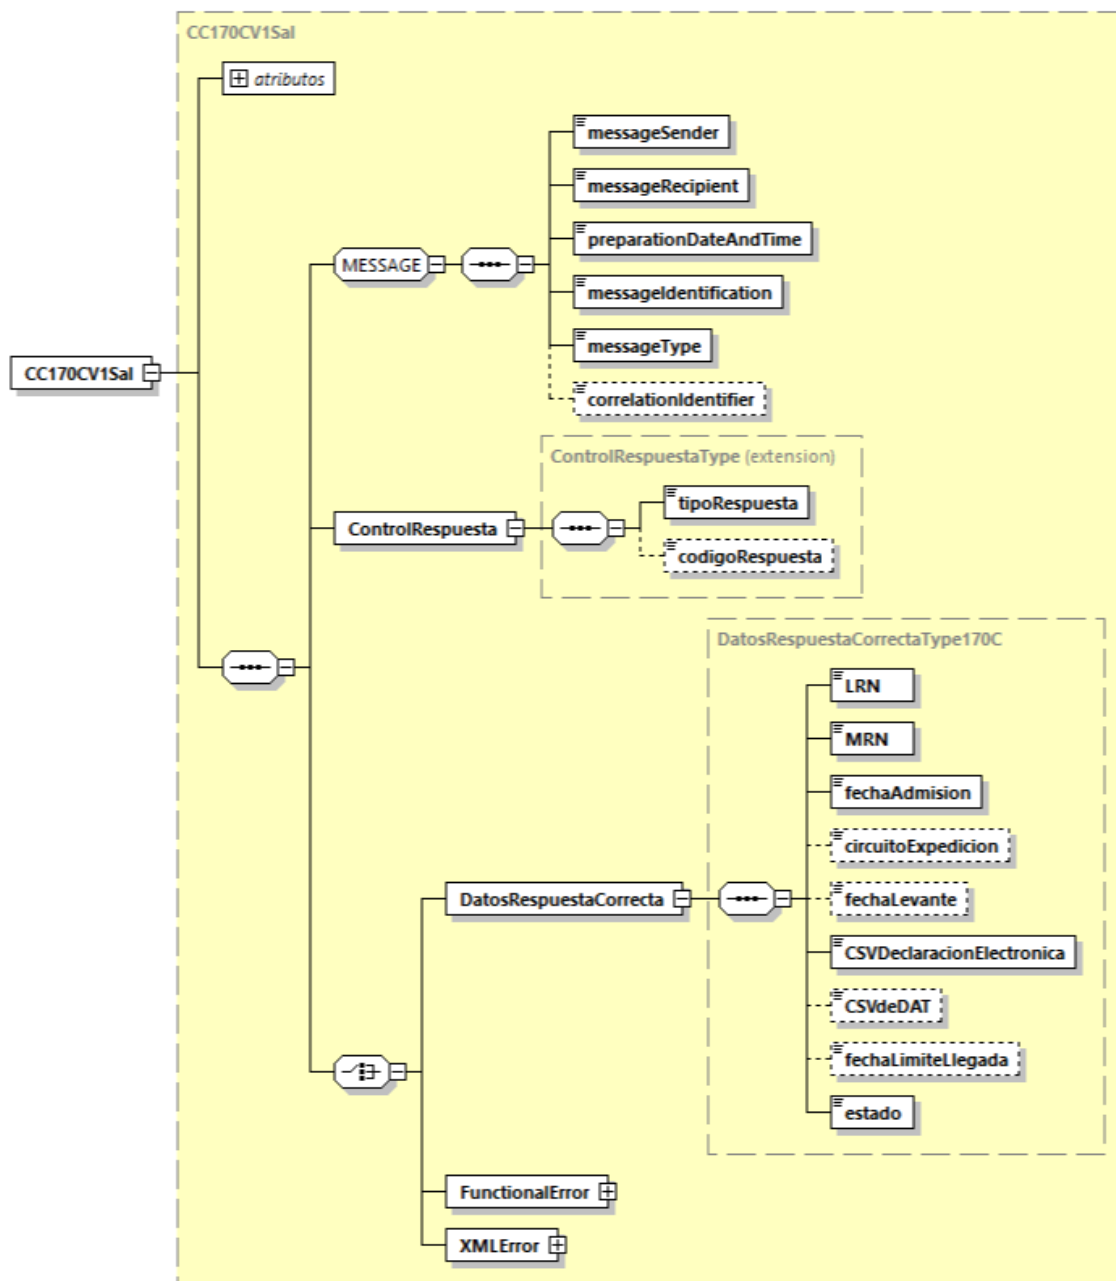 CC170CV1Sal
atributos
messageSender
messageRecipient
preparationDateAndTime
MESSAGE
messageIdentification
messageType
CC170CV1Sal
correlationIdentifier
ControlRespuestaType (extension)
tipoRespuesta
ControlRespuesta
codigoRespuesta
DatosRespuestaCorrectaType170C
LRN
MRN
fechaAdmision
circuitoExpedicion
DatosRespuestaCorrecta
fechaLevante
CSVDeclaracionElectronica
CSVdeDAT
fechaLimiteLlegada
estado
FunctionalError
XMLError